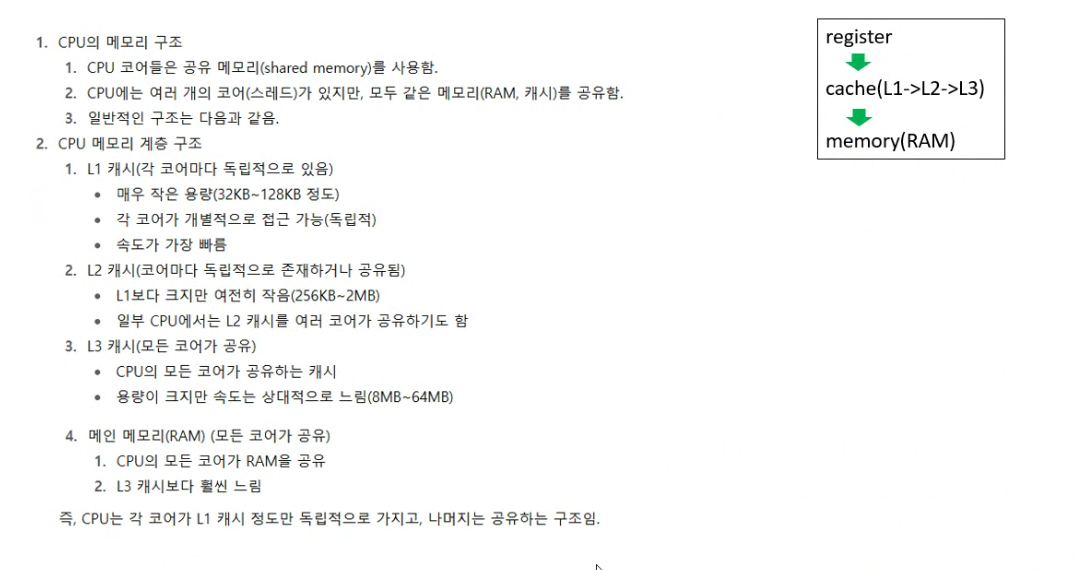 1. CPU의 메모리 구조
1. CPU 코어들은 공유 메모리(shared memory)를 사용함.
2. CPU에는 여러 개의 코어(스레드)가 있지만, 모두 같은 메모리(RAM, 캐시)를 공유함.
3. 일반적인 구조는 다음과 같음.
2. CPU 메모리 계층 구조
1. L1 캐시(각 코어마다 독립적으로 있음)
• 매우 작은 용량(32KB~128KB 정도)
• 각 코어가 개별적으로 접근 가능(독립적)
• 속도가 가장 빠름
2. L2 캐시(코어마다 독립적으로 존재하거나 공유됨)
• L1보다 크지만 여전히 작음(256KB~2MB)
• 일부 CPU에서는 L2 캐시를 여러 코어가 공유하기도 함
3. L3 캐시(모든 코어가 공유)
• CPU의 모든 코어가 공유하는 캐시
• 용량이 크지만 속도는 상대적으로 느림(8MB~64MB)
4. 메인 메모리(RAM) (모든 코어가 공유)
1. CPU의 모든 코어가 RAM을 공유
2. L3 캐시보다 훨씬 느림
즉, CPU는 각 코어가 L1 캐시 정도만 독립적으로 가지고, 나머지는 공유하는 구조임.
register
cache(L1->L2->L3)
memory(RAM)